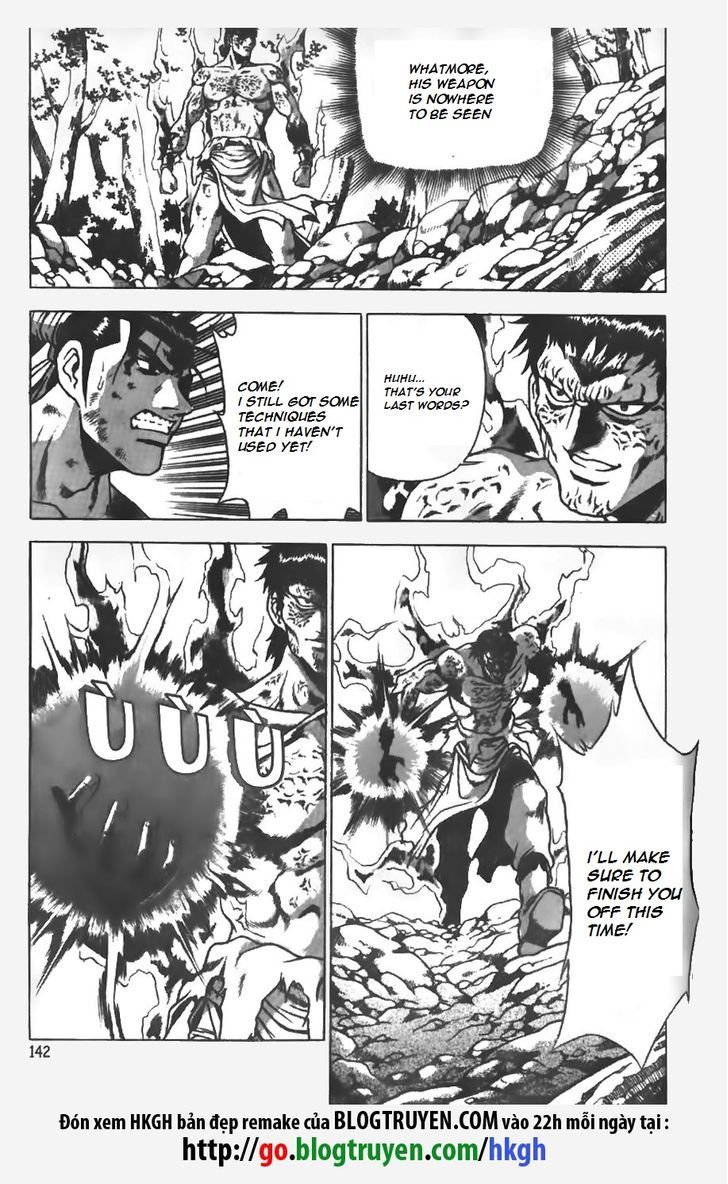 WHATMORE,
HIS WEAPON
IS NOWHERE
TO BE SEEN
COME!
I STILL GOT SOME
TECHNIQUES
THAT I HAVEN'T
USED YET!
HUHU...
THAT'S YOUR
LAST WORDS?
Ù Ù Ù
I'LL MAKE
SURE TO
FINISH YOU
OFF THIS
TIME!
142
Đón xem HKGH bản đẹp remake của BLOGTRUYEN.COM vào 22h mỗi ngày tại :
http://go.blogtruyen.com/hkgh